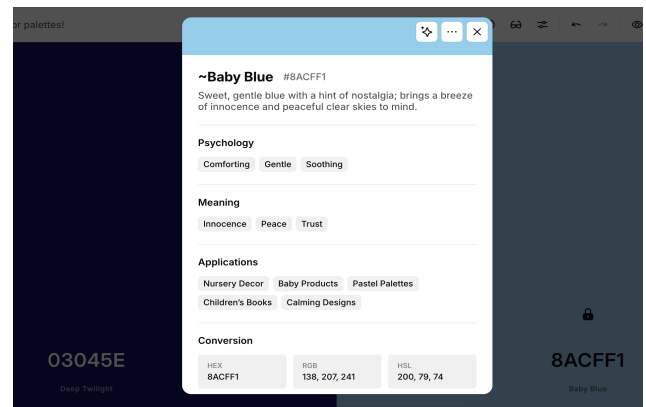 or palettes!
~Baby Blue #8ACFF1
Sweet, gentle blue with a hint of nostalgia; brings a breeze
of innocence and peaceful clear skies to mind.
Psychology
Comforting Gentle Soothing
Meaning
Innocence Peace Trust
Applications
Nursery Decor Baby Products Pastel Palettes
Children's Books Calming Designs
Conversion
HEX RGB HSL
8ACFF1 138, 207, 241 200, 79, 74
03045E 8ACFF1
Deep Twilight Baby Blue